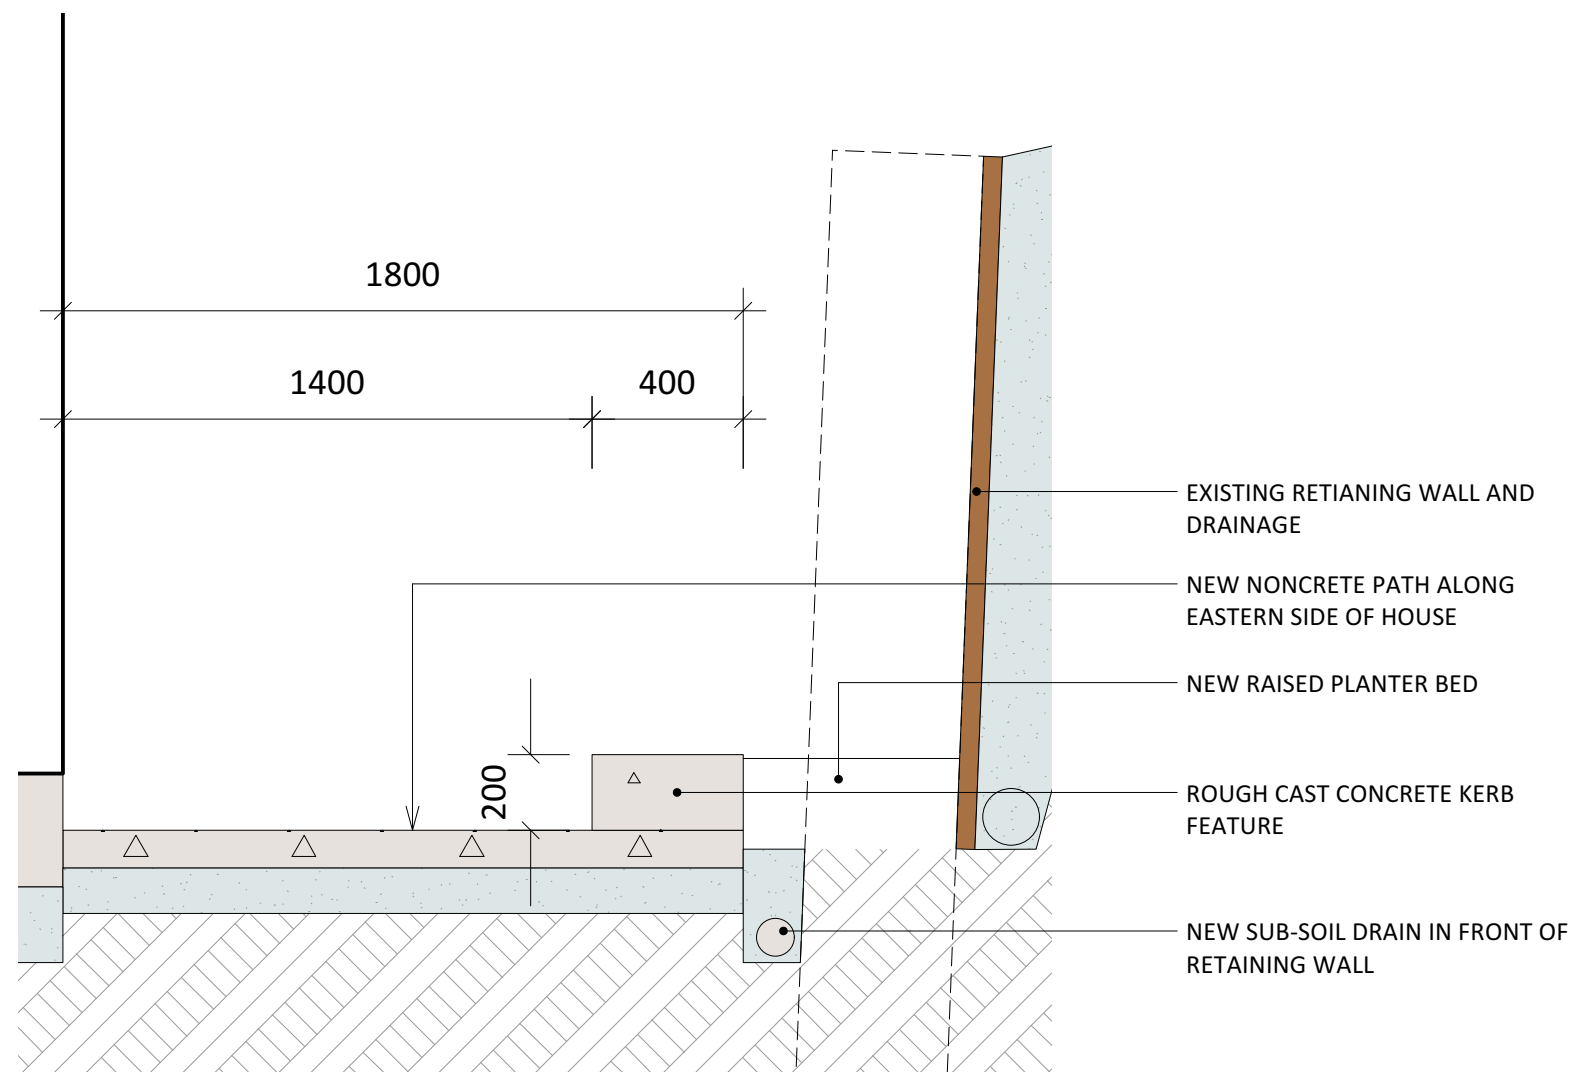 1800
1400
400
EXISTING RETIANING WALL AND
DRAINAGE
NEW NONCRETE PATH ALONG
EASTERN SIDE OF HOUSE
NEW RAISED PLANTER BED
200
ROUGH CAST CONCRETE KERB
FEATURE
NEW SUB-SOIL DRAIN IN FRONT OF
RETAINING WALL